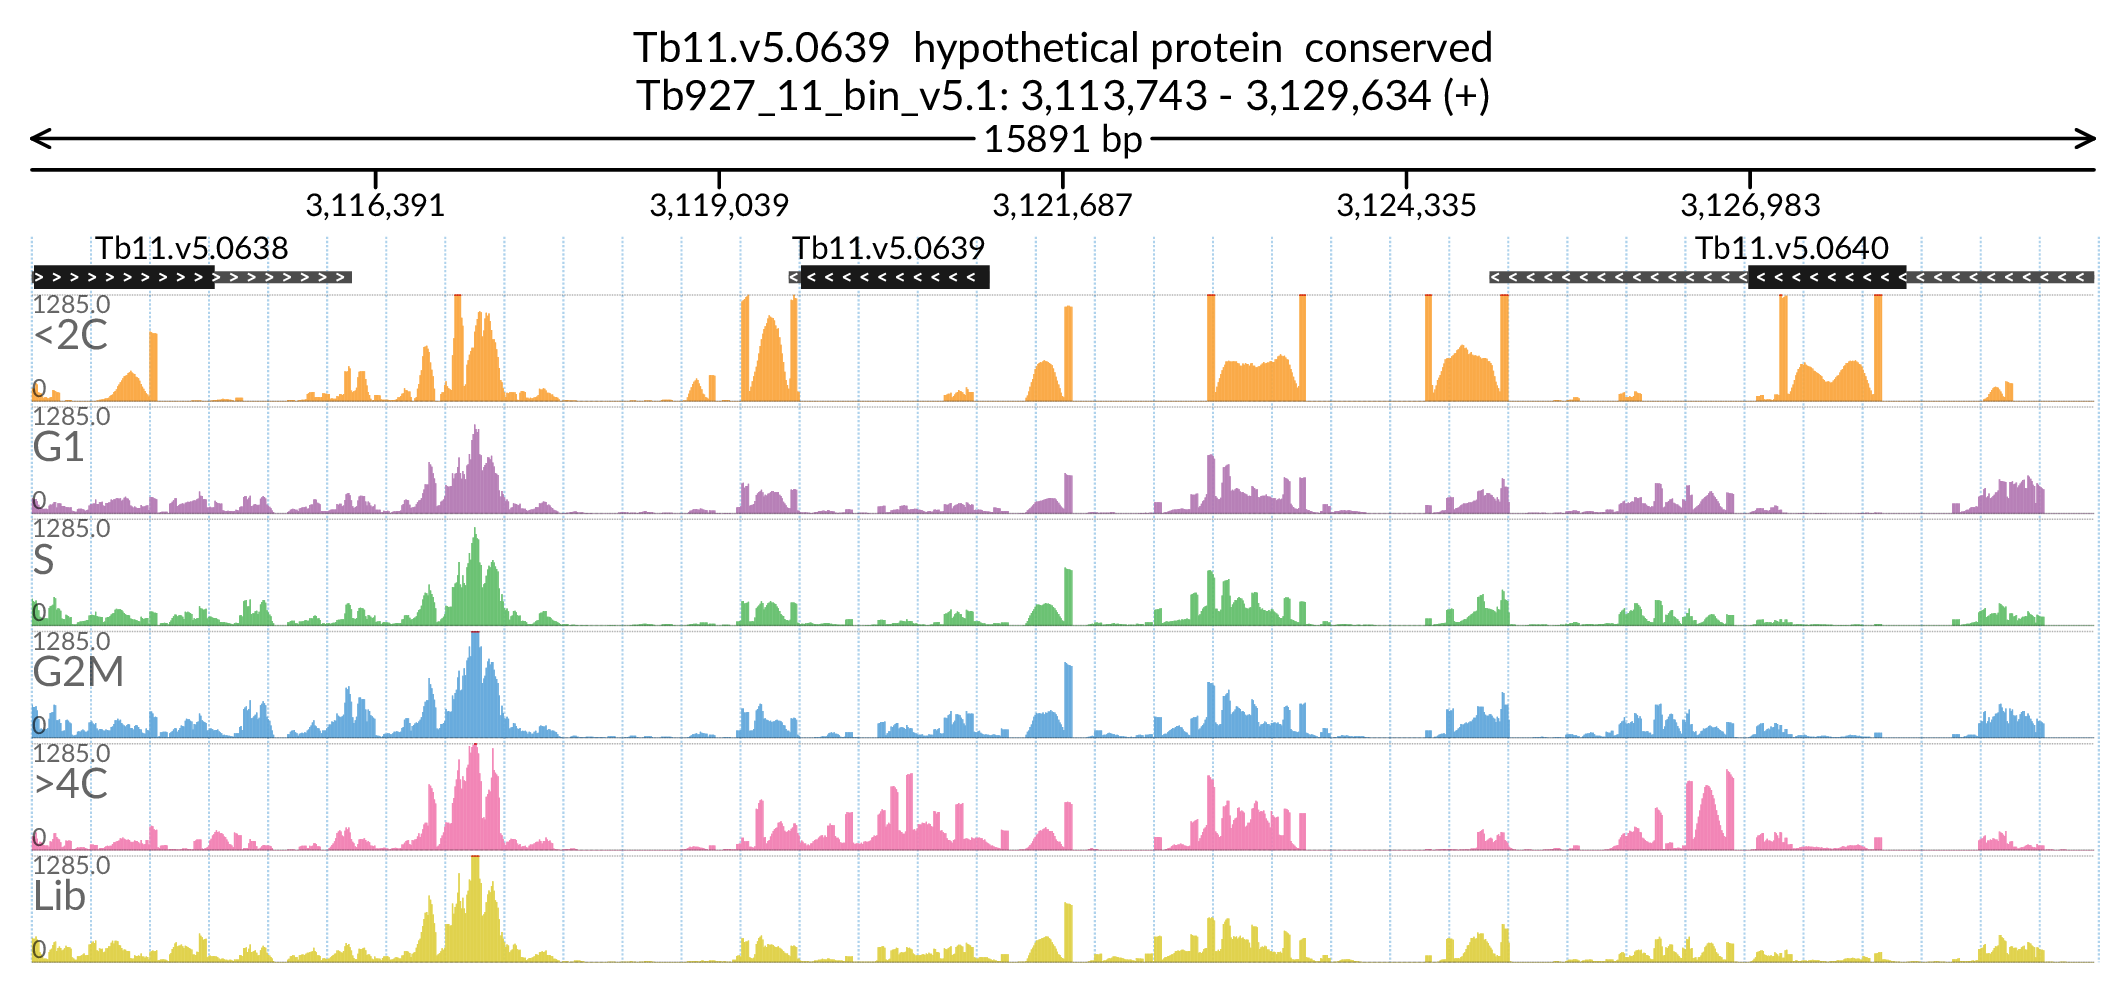 Tb11.v5.0639 hypothetical protein conserved
Tb927_11_bin_v5.1: 3,113,743 - 3,129,634 (+)
15891 bp
3,116,391 3,119,039 3,121,687 3,124,335 3,126,983
Tb11.v5.0638 Tb11.v5.0639 Tb11.v5.0640
1285.0
<2C
0
1285.0
G1
0
1285.0
S
0
1285.0
G2M
0
1285.0
>4C
0
1285.0
Lib
0